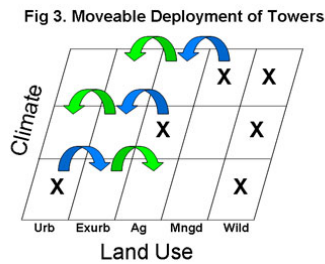 Fig 3. Moveable Deployment of Towers
Climate
X X
X X
X X
Urb Exurb Ag Mngd Wild
Land Use